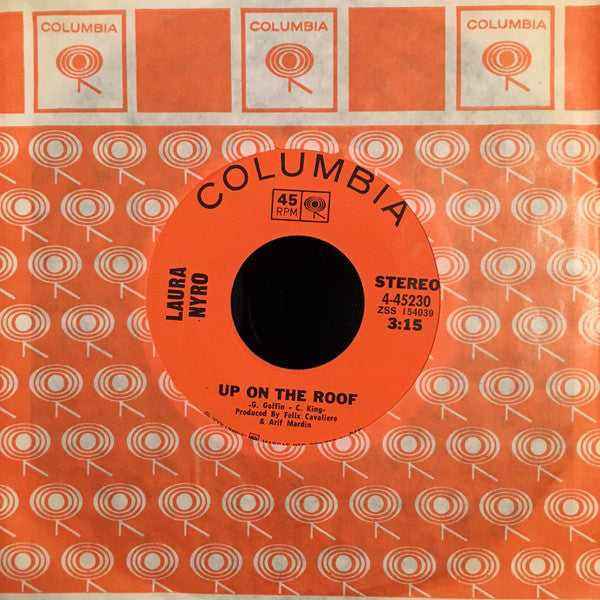 COLUMBIA COLUMBIA COLUMBIA
COLUMBIA
45
RPM
LAURA
NYRO
STEREO
4-45230
ZSS 154039
3:15
UP ON THE ROOF
-G. Goffin - C. King-
Produced By Felix Cavaliere
& Arif Mardin